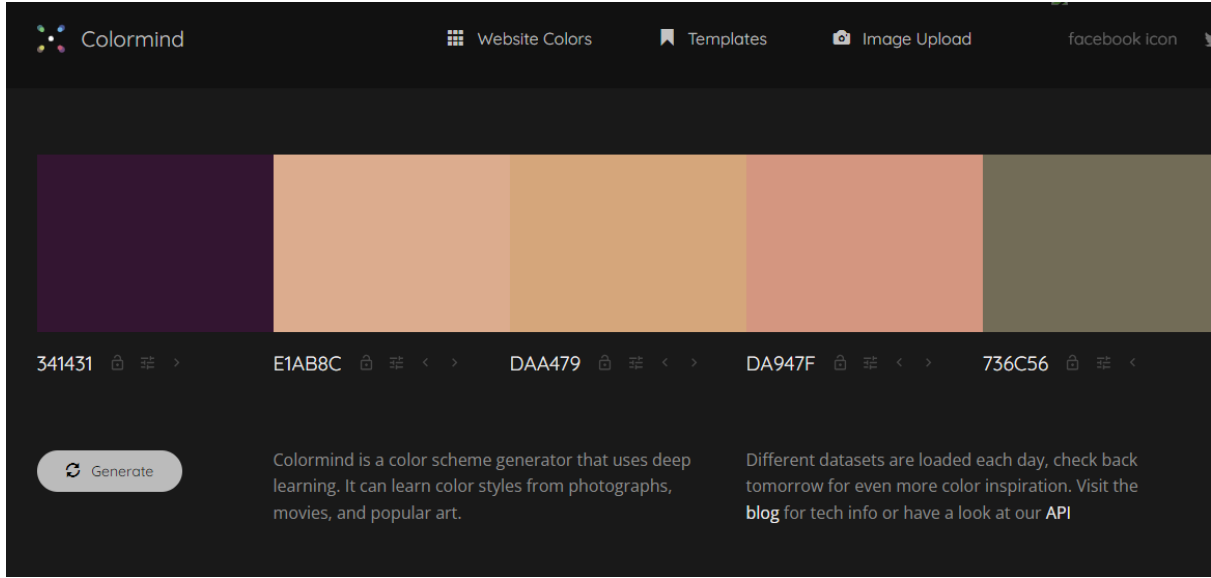 Colormind
Website Colors
Templates
Image Upload
facebook icon
341431
E1AB8C
DAA479
DA947F
736C56
Generate
Colormind is a color scheme generator that uses deep
learning. It can learn color styles from photographs,
movies, and popular art.
Different datasets are loaded each day, check back
tomorrow for even more color inspiration. Visit the
blog for tech info or have a look at our API